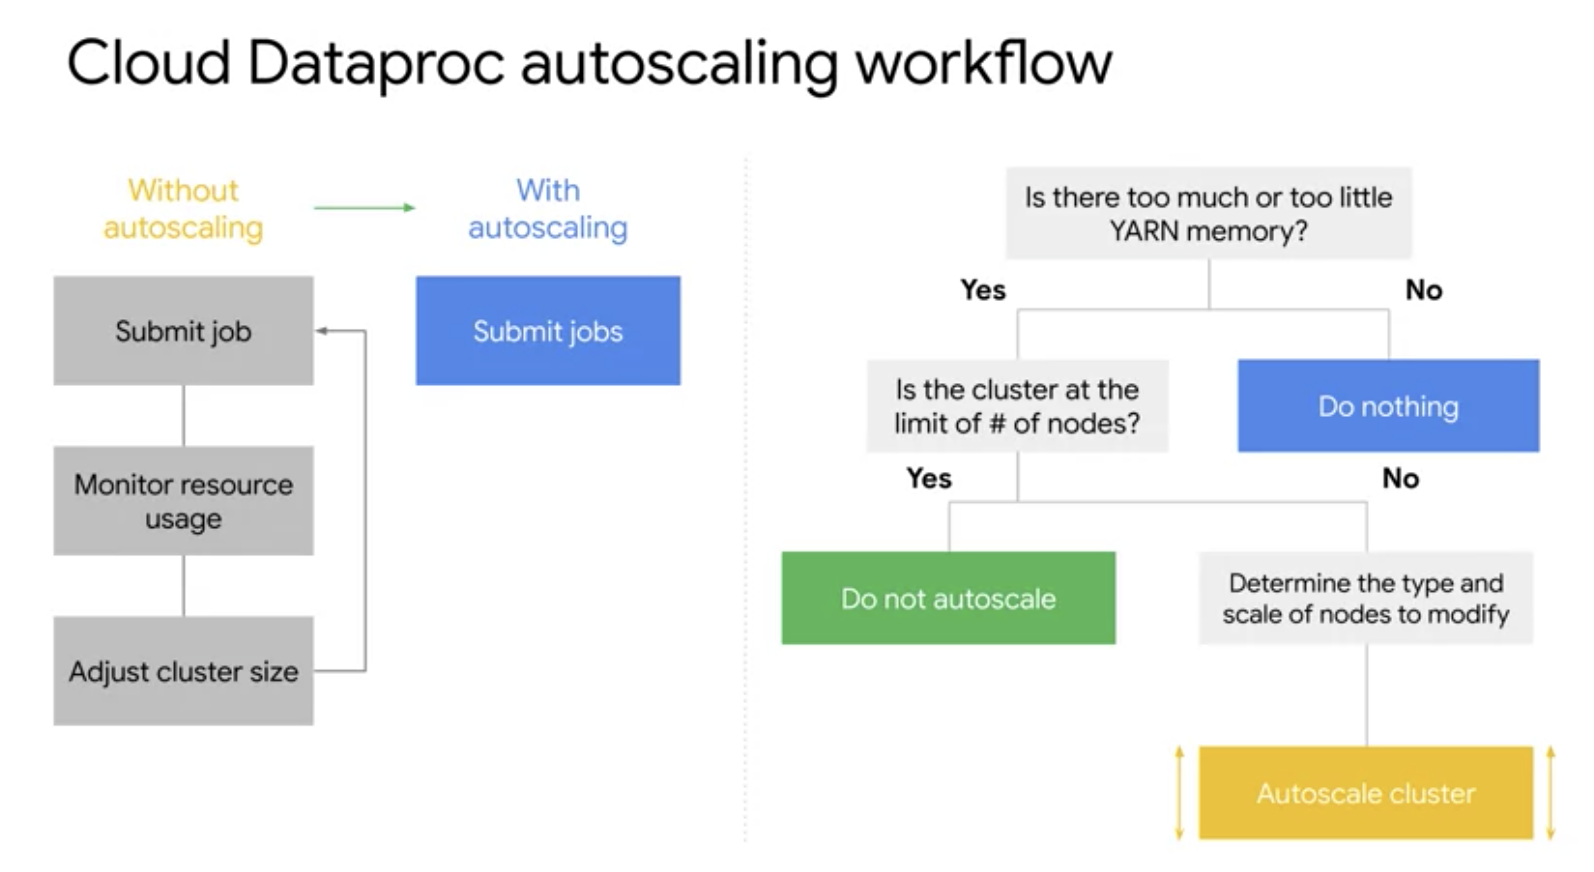 Cloud Dataproc autoscaling workflow
Without
autoscaling
With
autoscaling
Submit job
Monitor resource
usage
Adjust cluster size
Submit jobs
Is there too much or too little
YARN memory?
Yes
No
Is the cluster at the
limit of # of nodes?
Do nothing
Yes
No
Do not autoscale
Determine the type and
scale of nodes to modify
Autoscale cluster